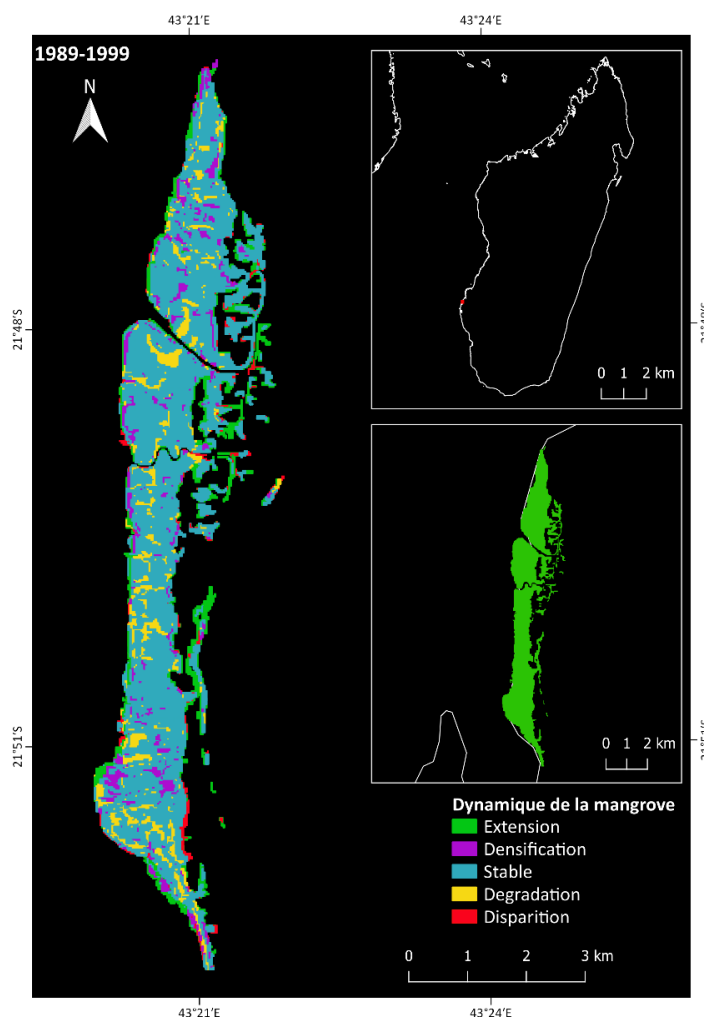 43°21′E 43°24′E
1989-1999
N
21°48′S
0 1 2 km
21°51′S
0 1 2 km
Dynamique de la mangrove
Extension
Densification
Stable
Degradation
Disparition
0 1 2 3 km
43°21′E 43°24′E